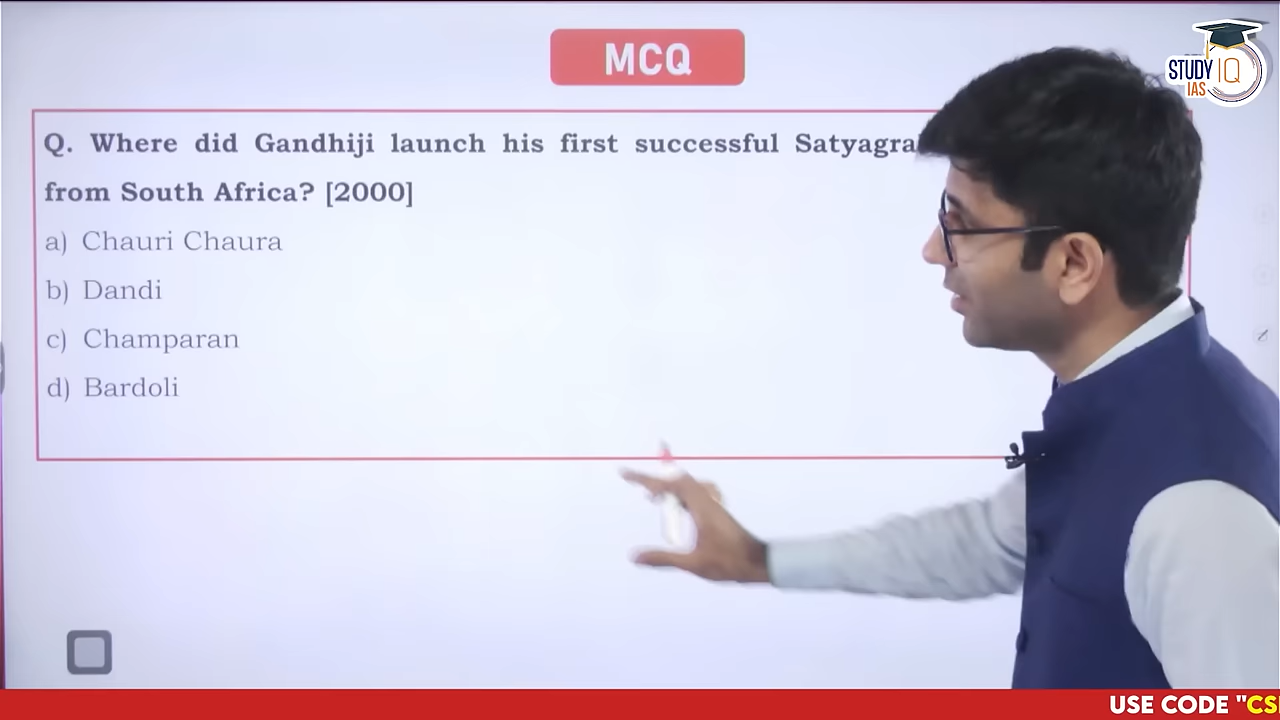 MCQ
STUDY IQ
IAS
Q. Where did Gandhiji launch his first successful Satyagra
from South Africa? [2000]
a) Chauri Chaura
b) Dandi
c) Champaran
d) Bardoli
USE CODE "CS